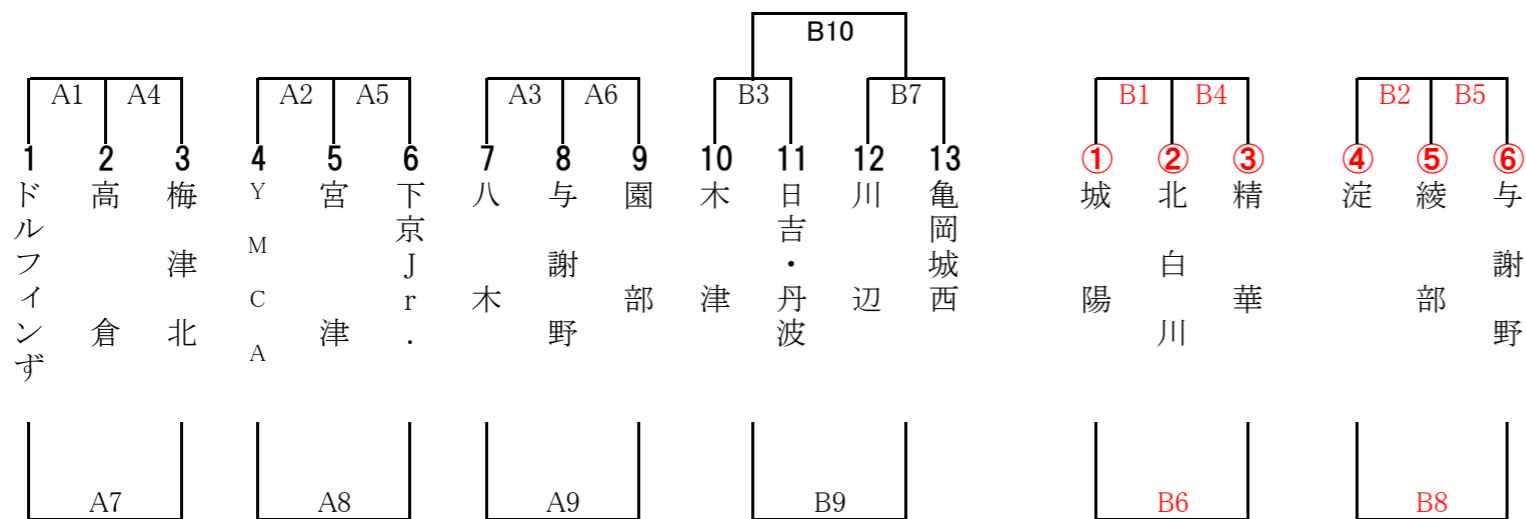 B10
A1 A4 A2 A5 A3 A6 B3 B7 B1 B4 B2 B5
1 2 3 4 5 6 7 8 9 10 11 12 13 ① ② ③ ④ ⑤ ⑥
ドルフィンず
高倉
梅津北
YMCA
宮津
下京Jr.
八木
与謝野
園部
木津
日吉・丹波
川辺
亀岡城西
城陽
北白川
精華
淀
綾部
与謝野
A7 A8 A9 B9 B6 B8